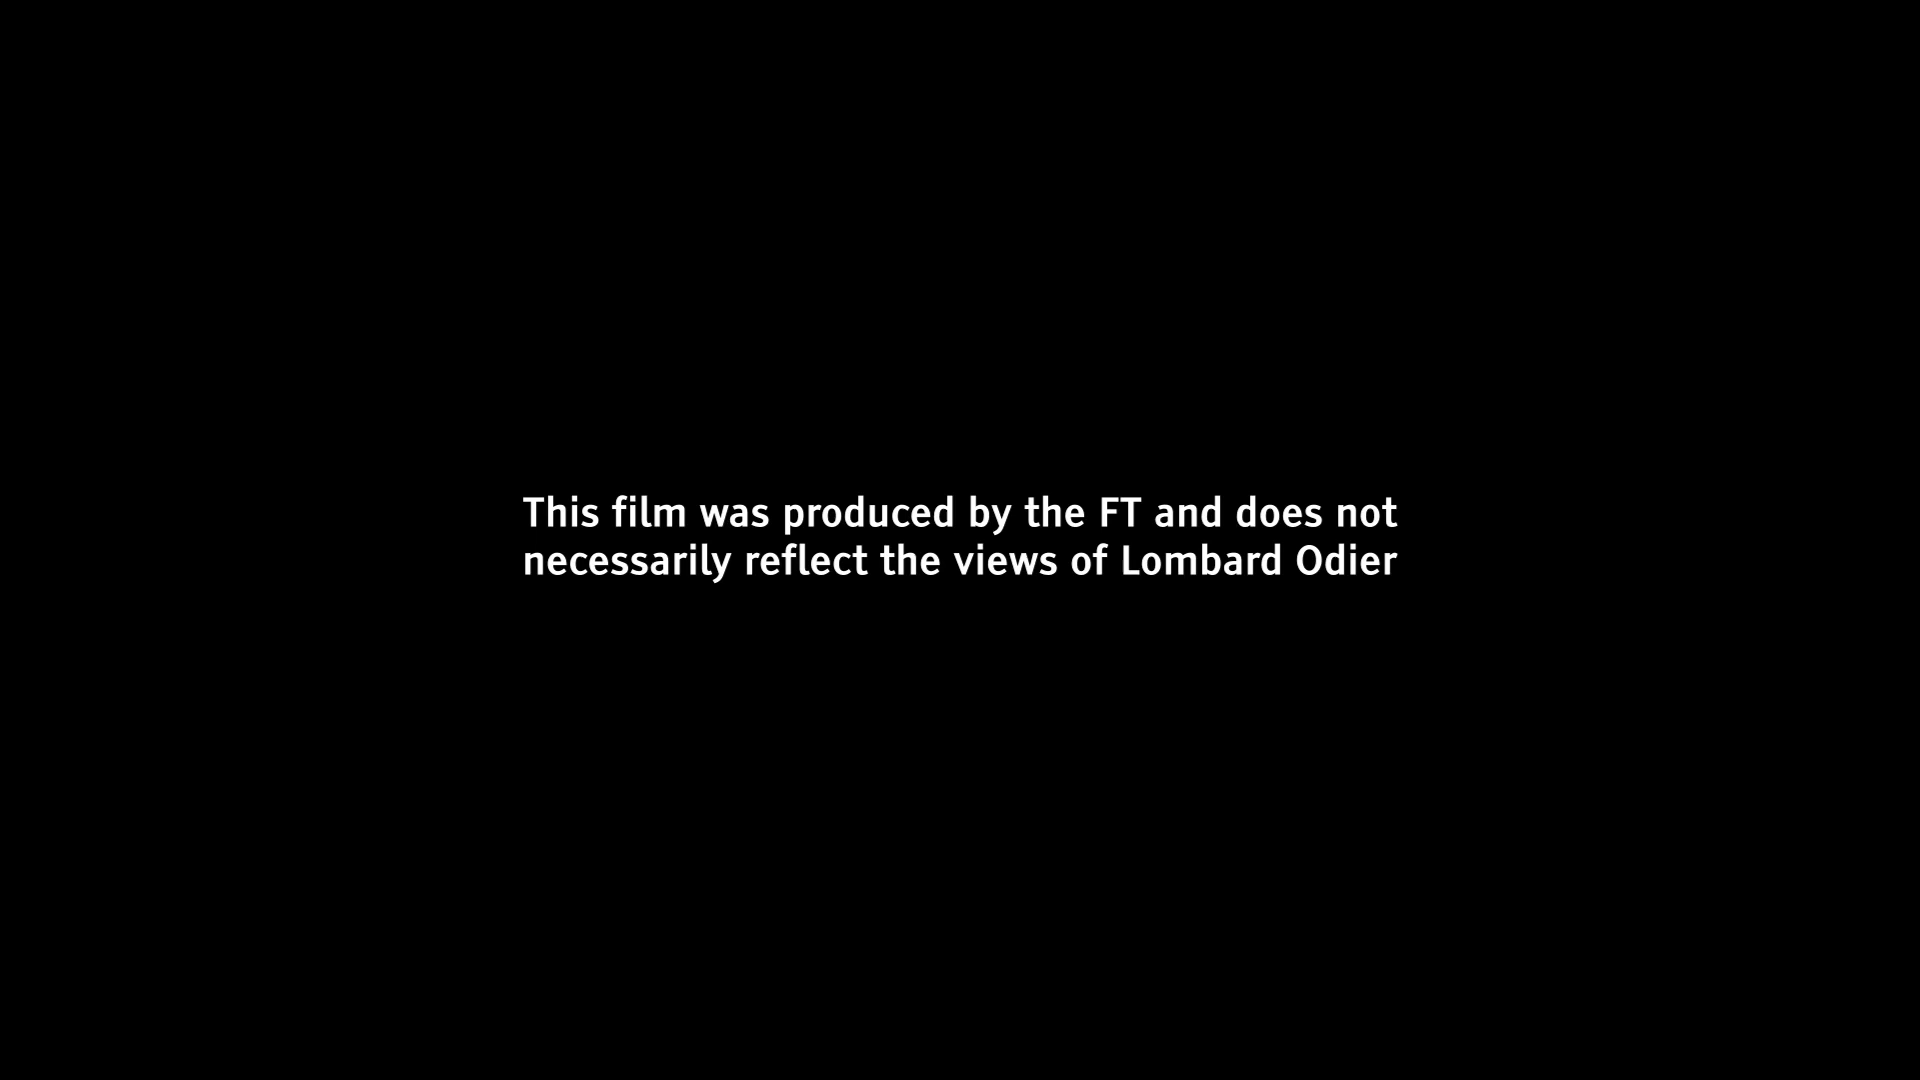 This film was produced by the FT and does not
necessarily reflect the views of Lombard Odier